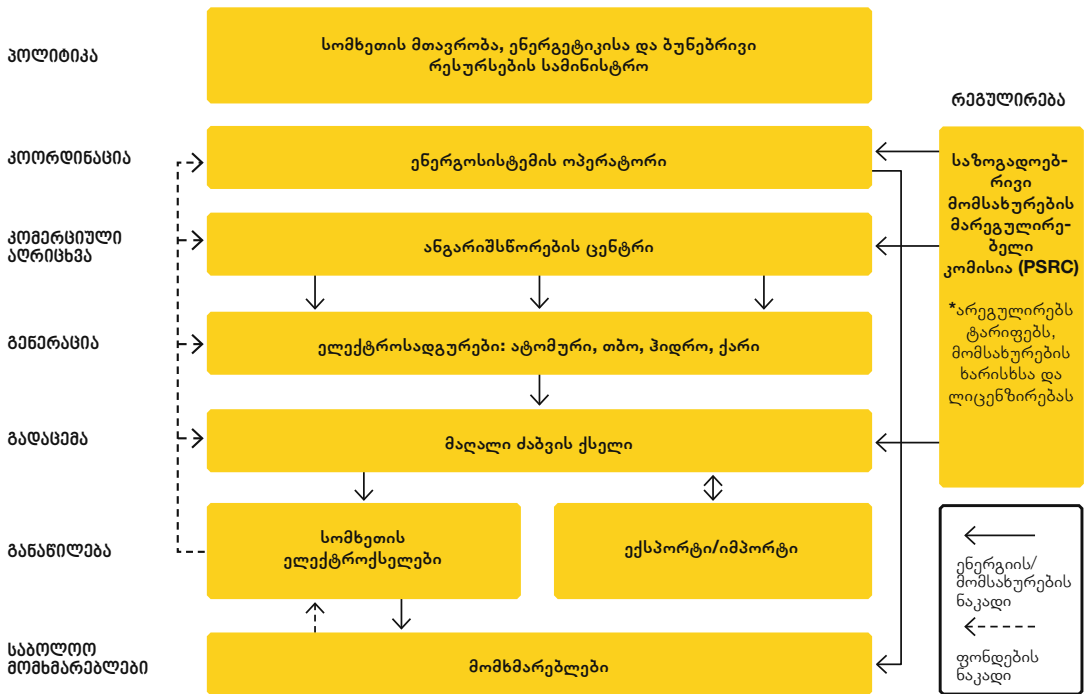 პოლიტიკა
სომხეთის მთავრობა, ენერგეტიკისა და ბუნებრივი
რესურსების სამინისტრო
რეგულირება
კოორდინაცია
ენერგოსისტემის ოპერატორი
საზოგადოებ-
რივი
მომსახურების
მარეგულირე-
ბელი
კომისია (PSRC)
*არეგულირებს
ტარიფებს,
მომსახურების
ხარისხსა და
ლიცენზირებას
კომერციული
აღრიცხვა
ანგარიშსწორების ცენტრი
გენერაცია
ელექტროსადგურები: ატომური, თბო, ჰიდრო, ქარი
გადაცემა
მაღალი ძაბვის ქსელი
განაწილება
სომხეთის
ელექტროქსელები
ექსპორტი/იმპორტი
საბოლოო
მომხმარებლები
მომხმარებლები
ენერგიის/
მომსახურების
ნაკადი
ფონდების
ნაკადი